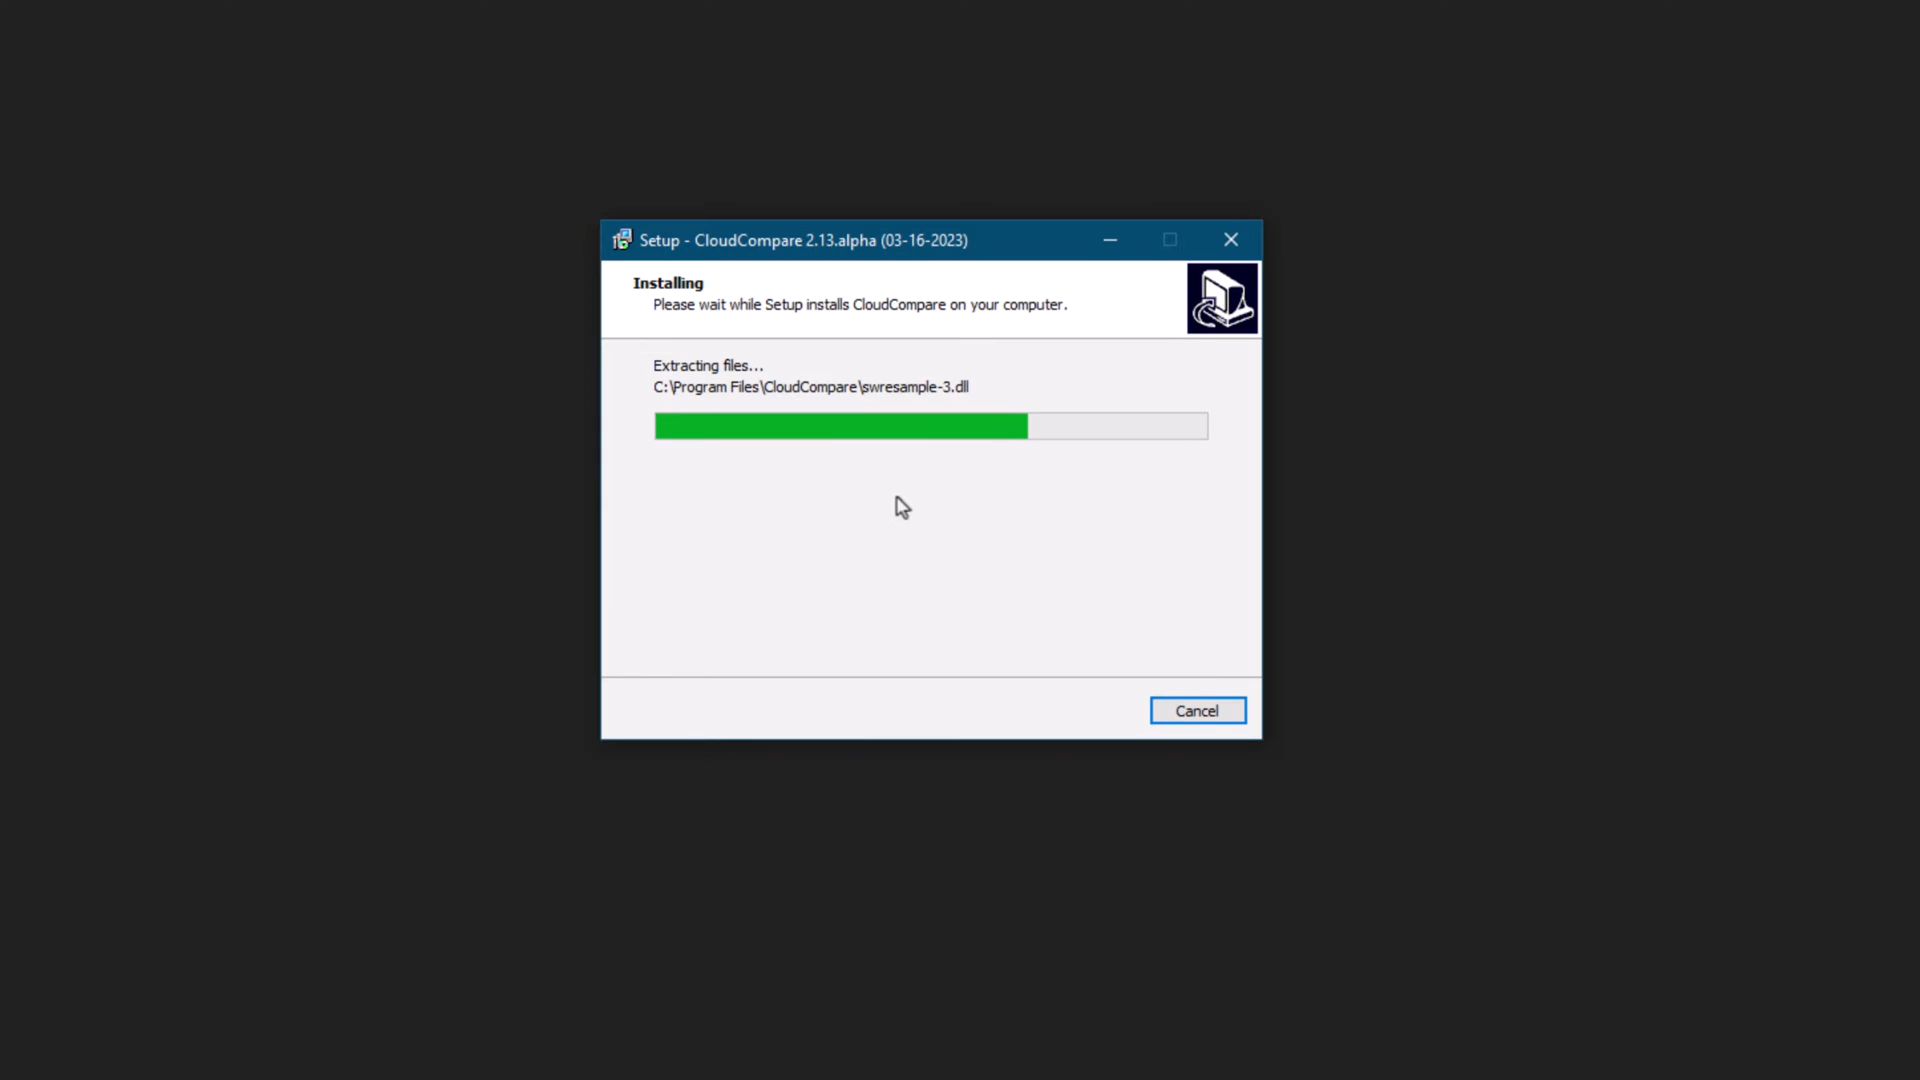 Setup - CloudCompare 2.13.alpha (03-16-2023)
Installing
Please wait while Setup installs CloudCompare on your computer.
Extracting files...
C:\Program Files\CloudCompare\swresample-3.dll
Cancel